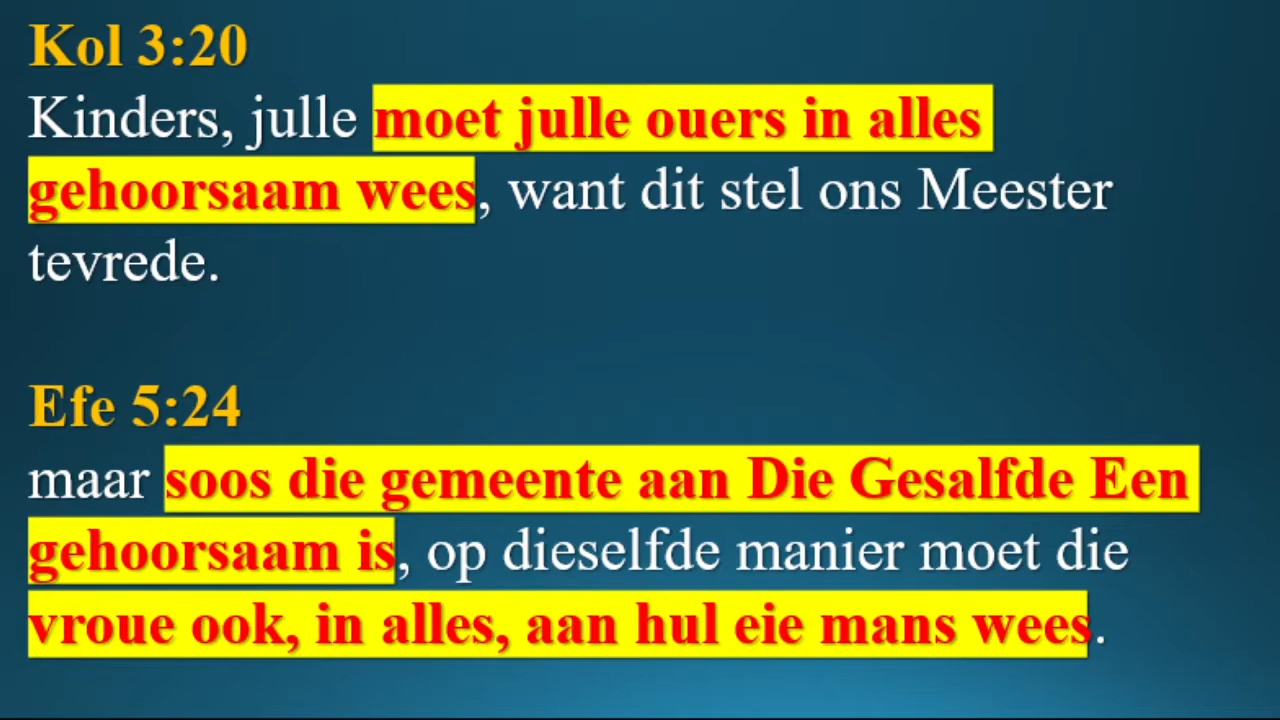 Kol 3:20
Kinders, julle moet julle ouers in alles
gehoorsaam wees, want dit stel ons Meester
tevrede.
Efe 5:24
maar soos die gemeente aan Die Gesalfde Een
gehoorsaam is, op dieselfde manier moet die
vroue ook, in alles, aan hul eie mans wees.